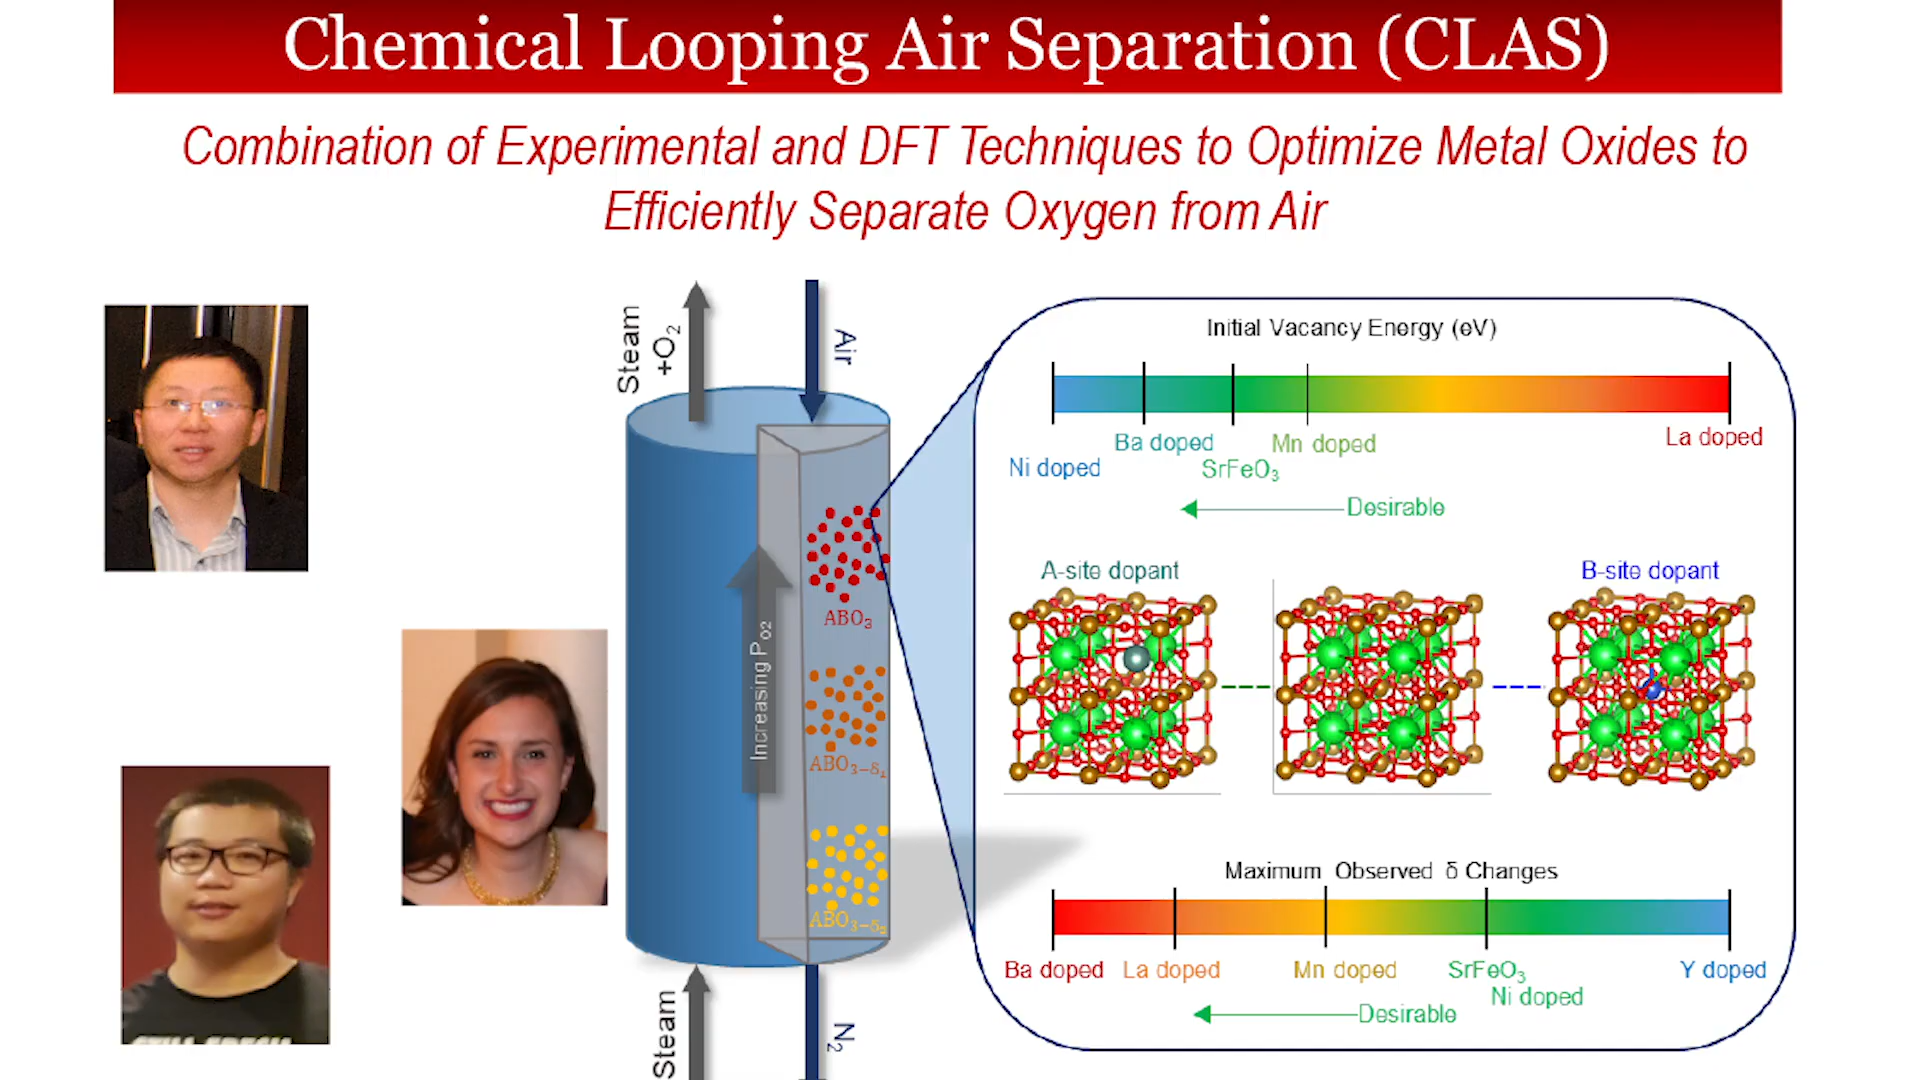 Chemical Looping Air Separation (CLAS)
Combination of Experimental and DFT Techniques to Optimize Metal Oxides to
Efficiently Separate Oxygen from Air
Steam
+O₂
Air
Increasing P_O2
ABO₃
ABO₃₋δ₁
ABO₃₋δ₂
Steam
N₂
Initial Vacancy Energy (eV)
Ni doped
Ba doped
SrFeO₃
Mn doped
La doped
Desirable
A-site dopant
B-site dopant
Maximum Observed δ Changes
Ba doped
La doped
Mn doped
SrFeO₃
Ni doped
Y doped
Desirable